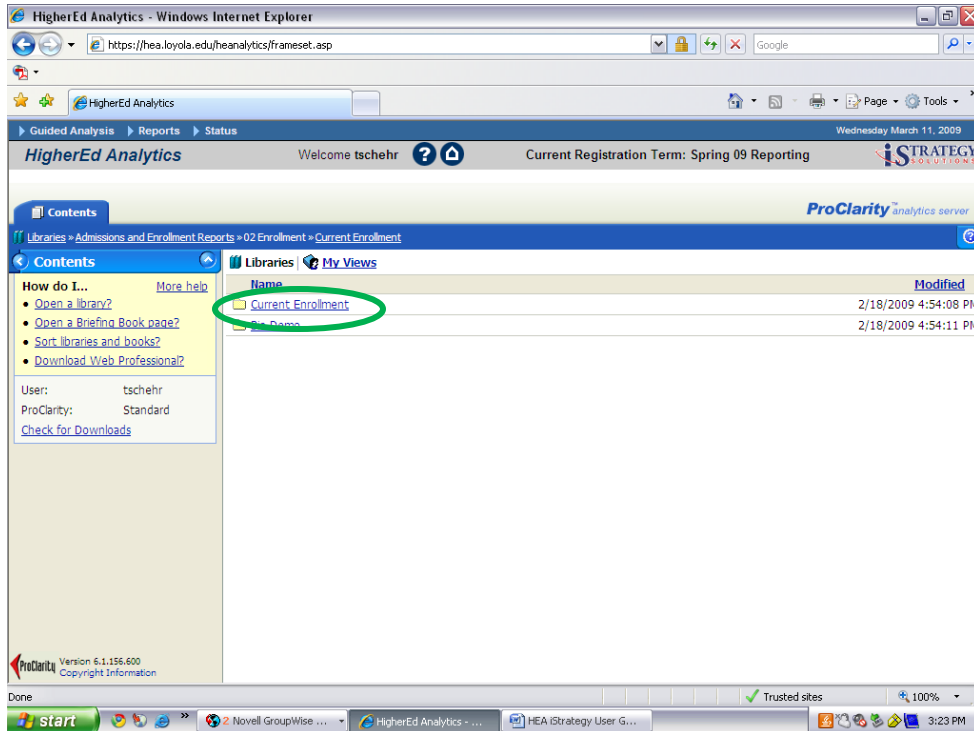 HigherEd Analytics - Windows Internet Explorer
https://hea.loyola.edu/heanalytics/frameset.asp
Google
HigherEd Analytics
Page
Tools
Guided Analysis Reports Status
Wednesday March 11, 2009
HigherEd Analytics
Welcome tschehr
Current Registration Term: Spring 09 Reporting
iSTRATEGY
SOLUTIONS
Contents
ProClarity™ analytics server
Libraries » Admissions and Enrollment Reports » 02 Enrollment » Current Enrollment
Contents
Libraries | My Views
How do I... More help
• Open a library?
• Open a Briefing Book page?
• Sort libraries and books?
• Download Web Professional?
User: tschehr
ProClarity: Standard
Check for Downloads
Name Modified
Current Enrollment 2/18/2009 4:54:08 PM
Bio Demo 2/18/2009 4:54:11 PM
ProClarity Version 6.1.156.600
Copyright Information
Done
Trusted sites
100%
start
2 Novell GroupWise ...
HigherEd Analytics - ...
HEA iStrategy User G...
3:23 PM